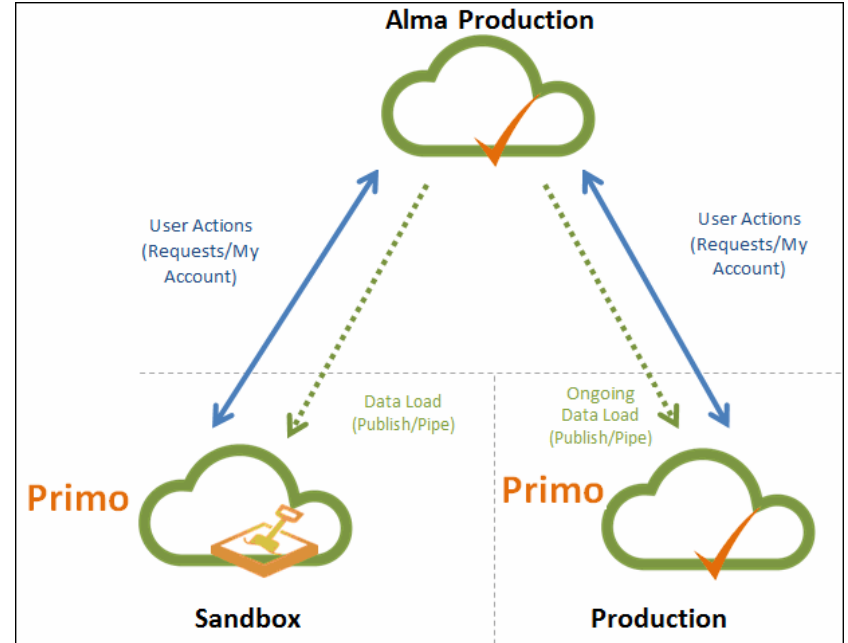 Alma Production
User Actions
(Requests/My
Account)
User Actions
(Requests/My
Account)
Data Load
(Publish/Pipe)
Ongoing
Data Load
(Publish/Pipe)
Primo
Primo
Sandbox
Production